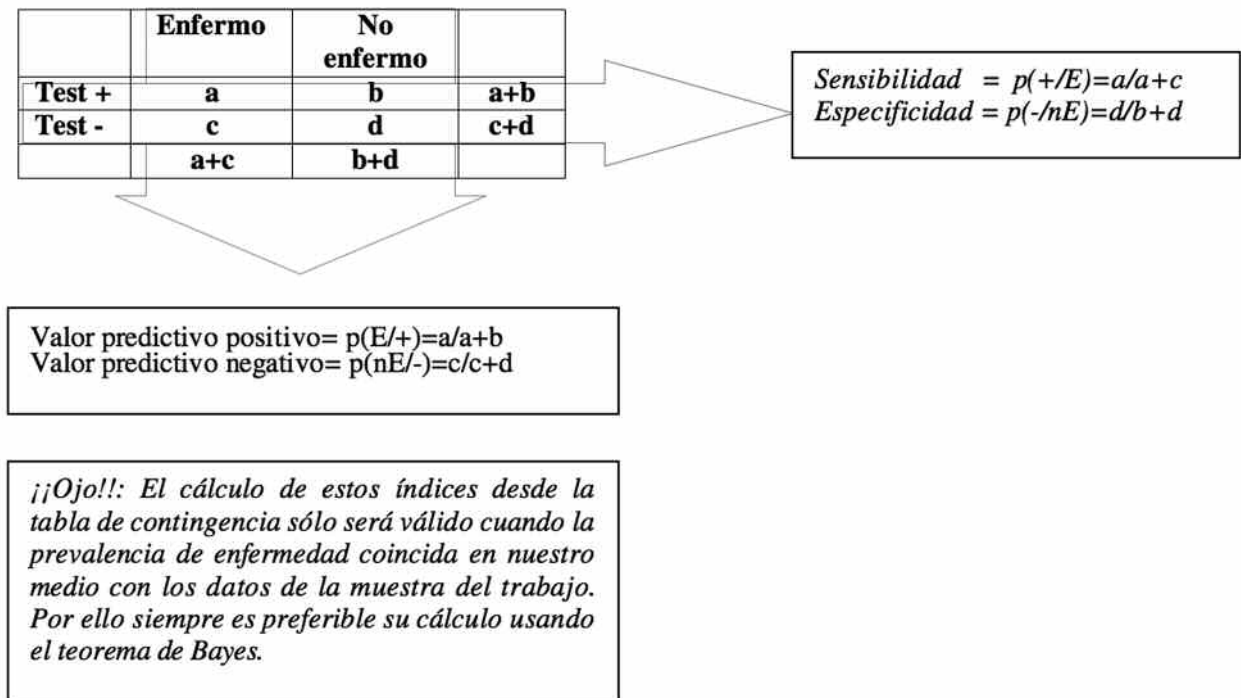 Enfermo No
enfermo
Test + a b a+b
Test - c d c+d
a+c b+d
Sensibilidad = p(+/E)=a/a+c
Especificidad = p(-/nE)=d/b+d
Valor predictivo positivo= p(E/+)=a/a+b
Valor predictivo negativo= p(nE/-)=c/c+d
¡¡Ojo!!: El cálculo de estos índices desde la
tabla de contingencia sólo será válido cuando la
prevalencia de enfermedad coincida en nuestro
medio con los datos de la muestra del trabajo.
Por ello siempre es preferible su cálculo usando
el teorema de Bayes.